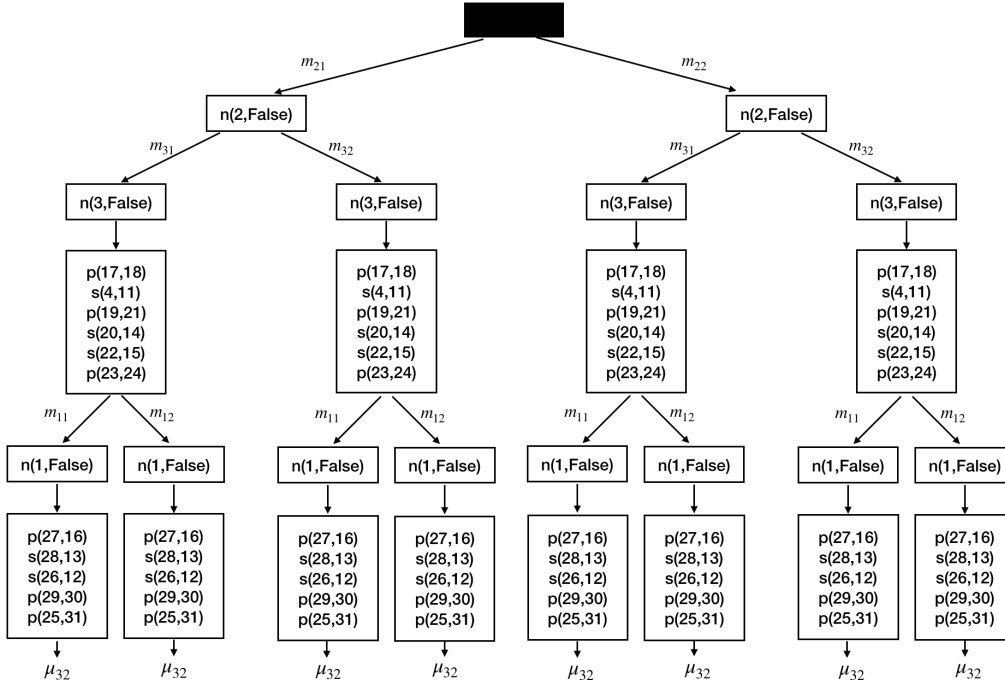 m21 m22
n(2,False) n(2,False)
m31 m32 m31 m32
n(3,False) n(3,False) n(3,False) n(3,False)
p(17,18) p(17,18) p(17,18) p(17,18)
s(4,11) s(4,11) s(4,11) s(4,11)
p(19,21) p(19,21) p(19,21) p(19,21)
s(20,14) s(20,14) s(20,14) s(20,14)
s(22,15) s(22,15) s(22,15) s(22,15)
p(23,24) p(23,24) p(23,24) p(23,24)
m11 m12 m11 m12 m11 m12 m11 m12
n(1,False) n(1,False) n(1,False) n(1,False) n(1,False) n(1,False) n(1,False) n(1,False)
p(27,16) p(27,16) p(27,16) p(27,16) p(27,16) p(27,16) p(27,16) p(27,16)
s(28,13) s(28,13) s(28,13) s(28,13) s(28,13) s(28,13) s(28,13) s(28,13)
s(26,12) s(26,12) s(26,12) s(26,12) s(26,12) s(26,12) s(26,12) s(26,12)
p(29,30) p(29,30) p(29,30) p(29,30) p(29,30) p(29,30) p(29,30) p(29,30)
p(25,31) p(25,31) p(25,31) p(25,31) p(25,31) p(25,31) p(25,31) p(25,31)
μ32 μ32 μ32 μ32 μ32 μ32 μ32 μ32